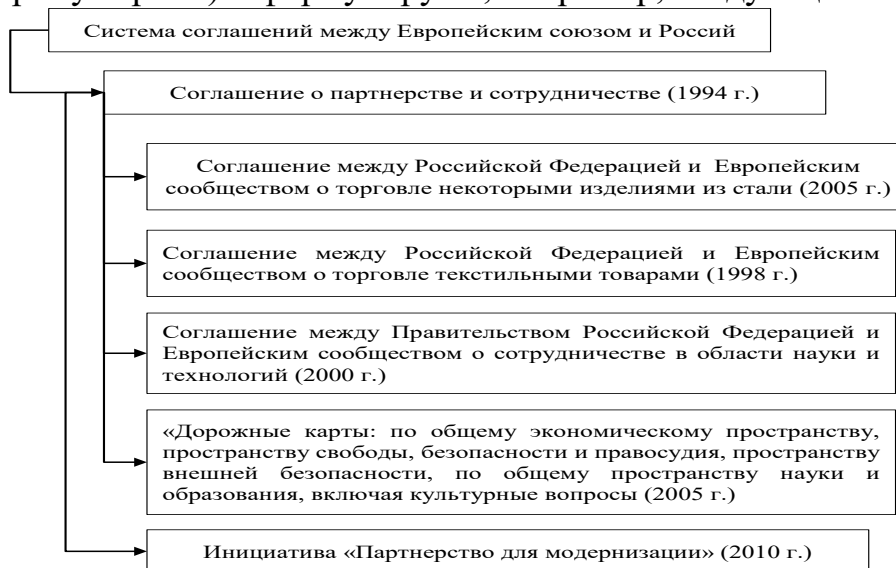 Система соглашений между Европейским союзом и Россий
Соглашение о партнерстве и сотрудничестве (1994 г.)
Соглашение между Российской Федерацией и Европейским
сообществом о торговле некоторыми изделиями из стали (2005 г.)
Соглашение между Российской Федерацией и Европейским
сообществом о торговле текстильными товарами (1998 г.)
Соглашение между Правительством Российской Федерацией и
Европейским сообществом о сотрудничестве в области науки и
технологий (2000 г.)
«Дорожные карты: по общему экономическому пространству,
пространству свободы, безопасности и правосудия, пространству
внешней безопасности, по общему пространству науки и
образования, включая культурные вопросы (2005 г.)
Инициатива «Партнерство для модернизации» (2010 г.)